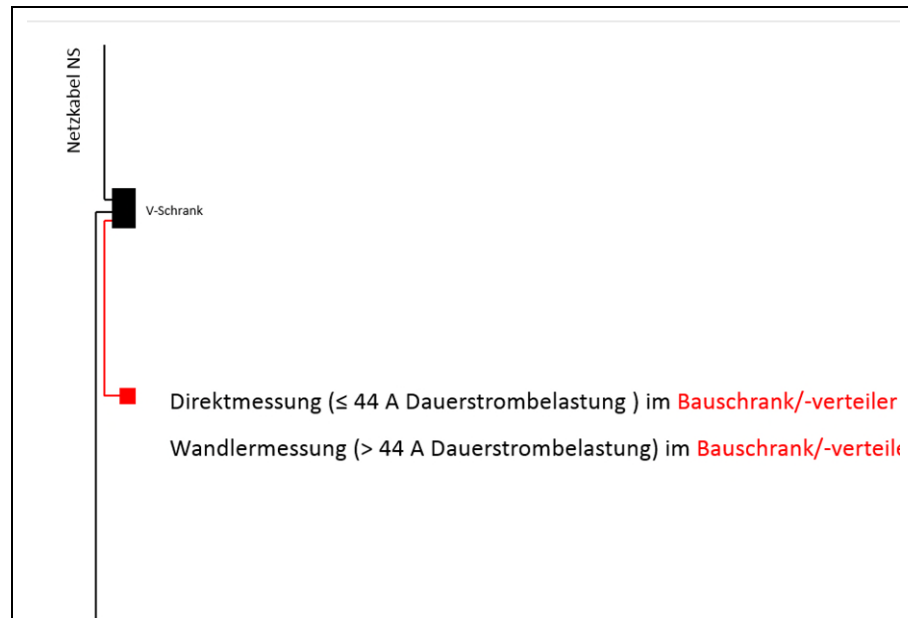 Netzkabel NS
V-Schrank
Direktmessung (≤ 44 A Dauerstrombelastung ) im Bauschrank/-verteiler
Wandlermessung (> 44 A Dauerstrombelastung) im Bauschrank/-verteile